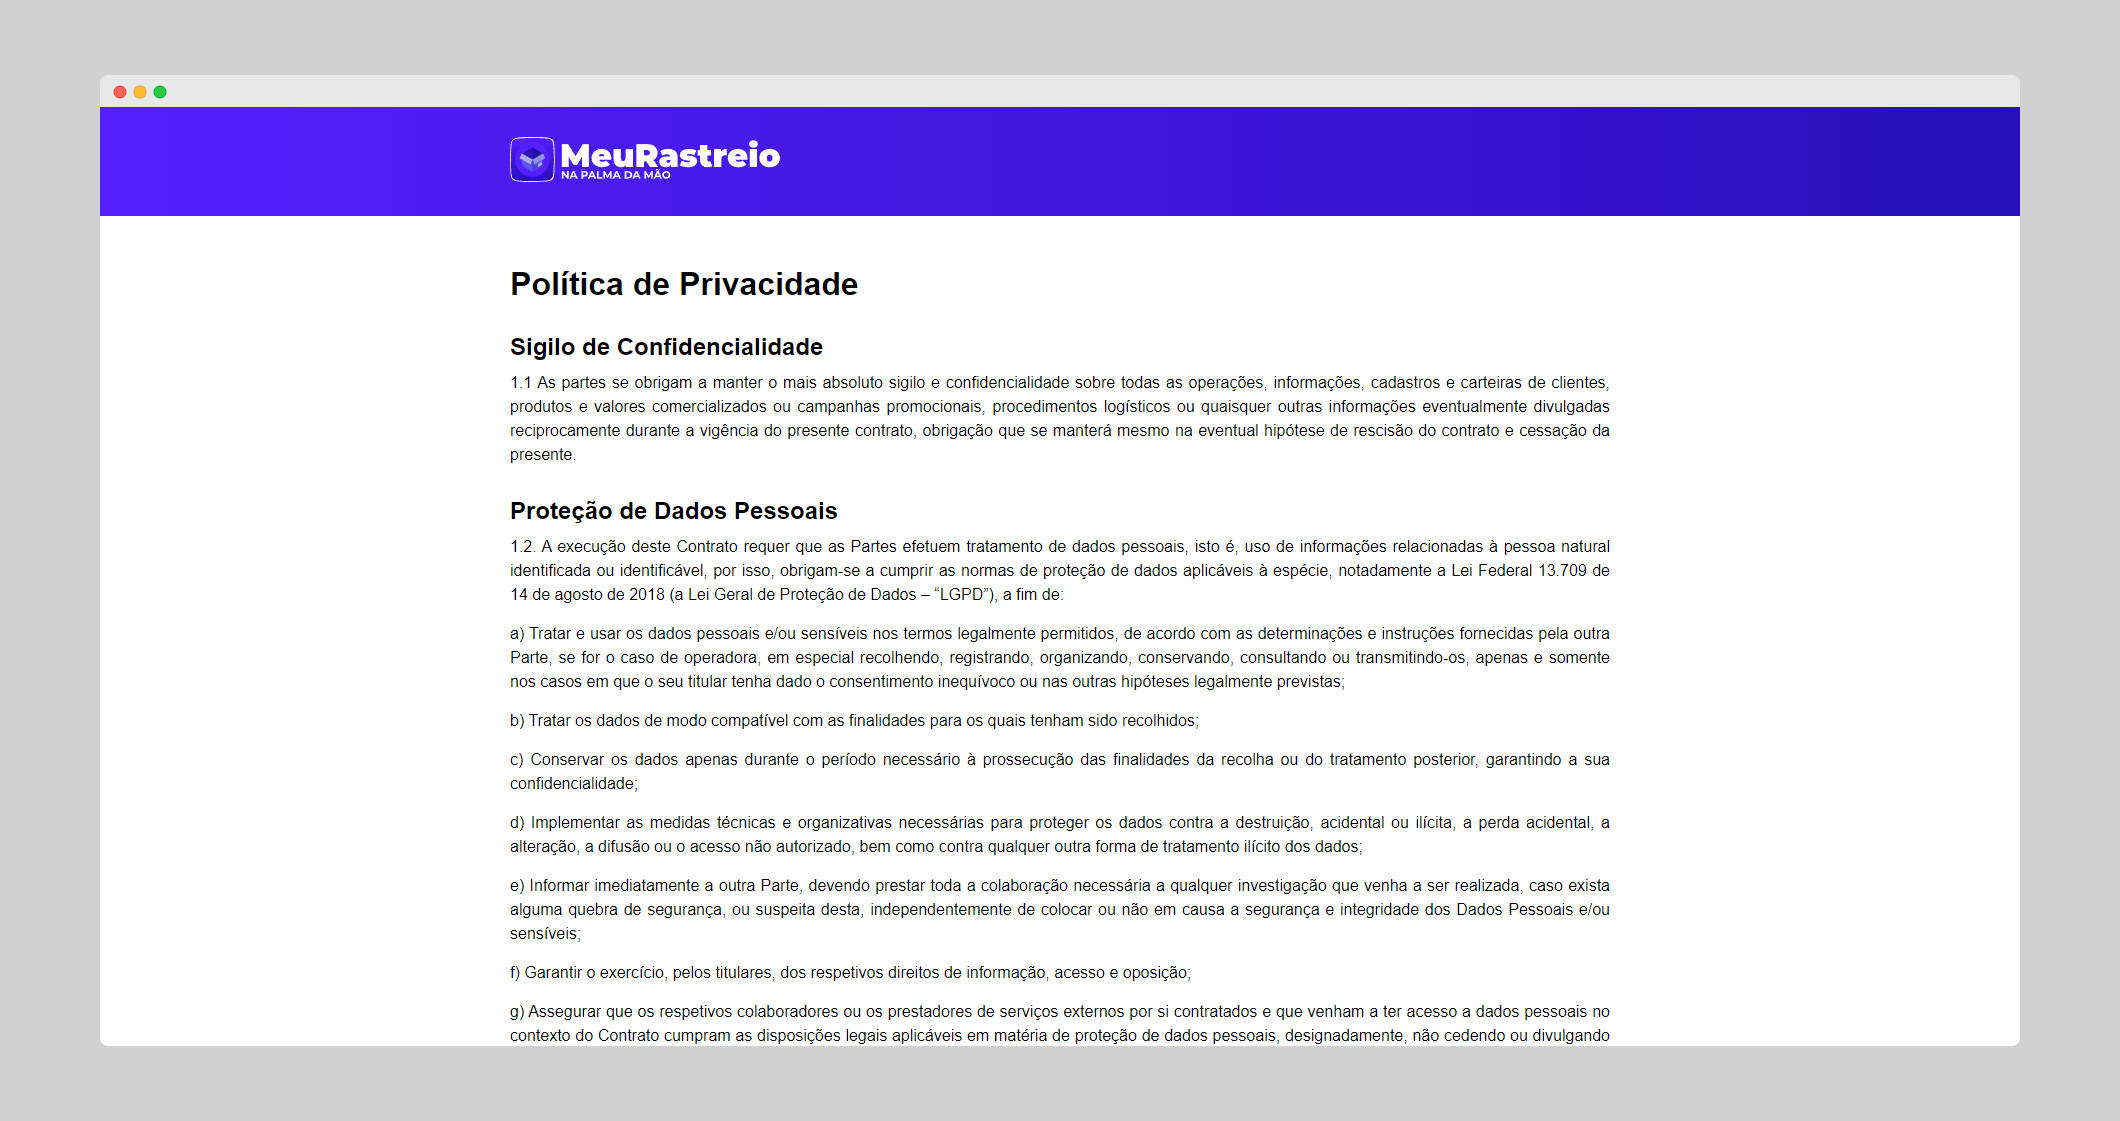 MeuRastreio
NA PALMA DA MÃO
Política de Privacidade
Sigilo de Confidencialidade
1.1 As partes se obrigam a manter o mais absoluto sigilo e confidencialidade sobre todas as operações, informações, cadastros e carteiras de clientes,
produtos e valores comercializados ou campanhas promocionais, procedimentos logísticos ou quaisquer outras informações eventualmente divulgadas
reciprocamente durante a vigência do presente contrato, obrigação que se manterá mesmo na eventual hipótese de rescisão do contrato e cessação da
presente.
Proteção de Dados Pessoais
1.2. A execução deste Contrato requer que as Partes efetuem tratamento de dados pessoais, isto é, uso de informações relacionadas à pessoa natural
identificada ou identificável, por isso, obrigam-se a cumprir as normas de proteção de dados aplicáveis à espécie, notadamente a Lei Federal 13.709 de
14 de agosto de 2018 (a Lei Geral de Proteção de Dados – “LGPD”), a fim de:
a) Tratar e usar os dados pessoais e/ou sensíveis nos termos legalmente permitidos, de acordo com as determinações e instruções fornecidas pela outra
Parte, se for o caso de operadora, em especial recolhendo, registrando, organizando, conservando, consultando ou transmitindo-os, apenas e somente
nos casos em que o seu titular tenha dado o consentimento inequívoco ou nas outras hipóteses legalmente previstas;
b) Tratar os dados de modo compatível com as finalidades para os quais tenham sido recolhidos;
c) Conservar os dados apenas durante o período necessário à prossecução das finalidades da recolha ou do tratamento posterior, garantindo a sua
confidencialidade;
d) Implementar as medidas técnicas e organizativas necessárias para proteger os dados contra a destruição, acidental ou ilícita, a perda acidental, a
alteração, a difusão ou o acesso não autorizado, bem como contra qualquer outra forma de tratamento ilícito dos dados;
e) Informar imediatamente a outra Parte, devendo prestar toda a colaboração necessária a qualquer investigação que venha a ser realizada, caso exista
alguma quebra de segurança, ou suspeita desta, independentemente de colocar ou não em causa a segurança e integridade dos Dados Pessoais e/ou
sensíveis;
f) Garantir o exercício, pelos titulares, dos respetivos direitos de informação, acesso e oposição;
g) Assegurar que os respetivos colaboradores ou os prestadores de serviços externos por si contratados e que venham a ter acesso a dados pessoais no
contexto do Contrato cumpram as disposições legais aplicáveis em matéria de proteção de dados pessoais, designadamente, não cedendo ou divulgando